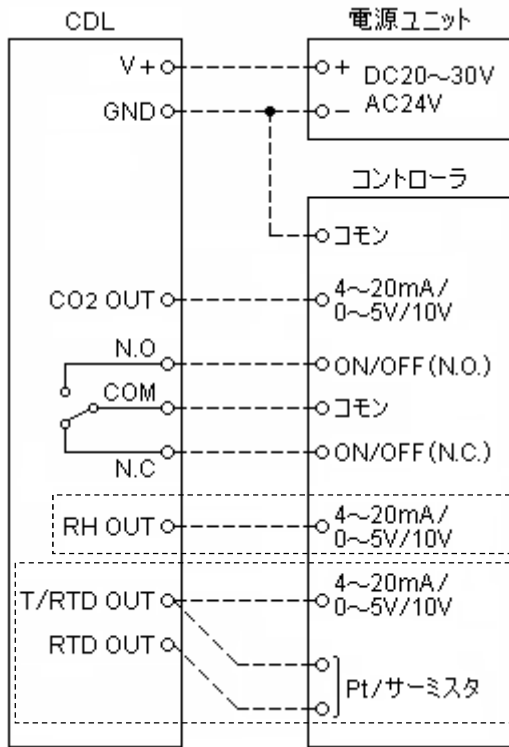 CDL
電源ユニット
V+
+
DC20～30V
GND
−
AC24V
コントローラ
コモン
CO2 OUT
4～20mA/
0～5V/10V
N.O
ON/OFF(N.O.)
COM
コモン
N.C
ON/OFF(N.C.)
RH OUT
4～20mA/
0～5V/10V
T/RTD OUT
4～20mA/
0～5V/10V
RTD OUT
Pt/サーミスタ